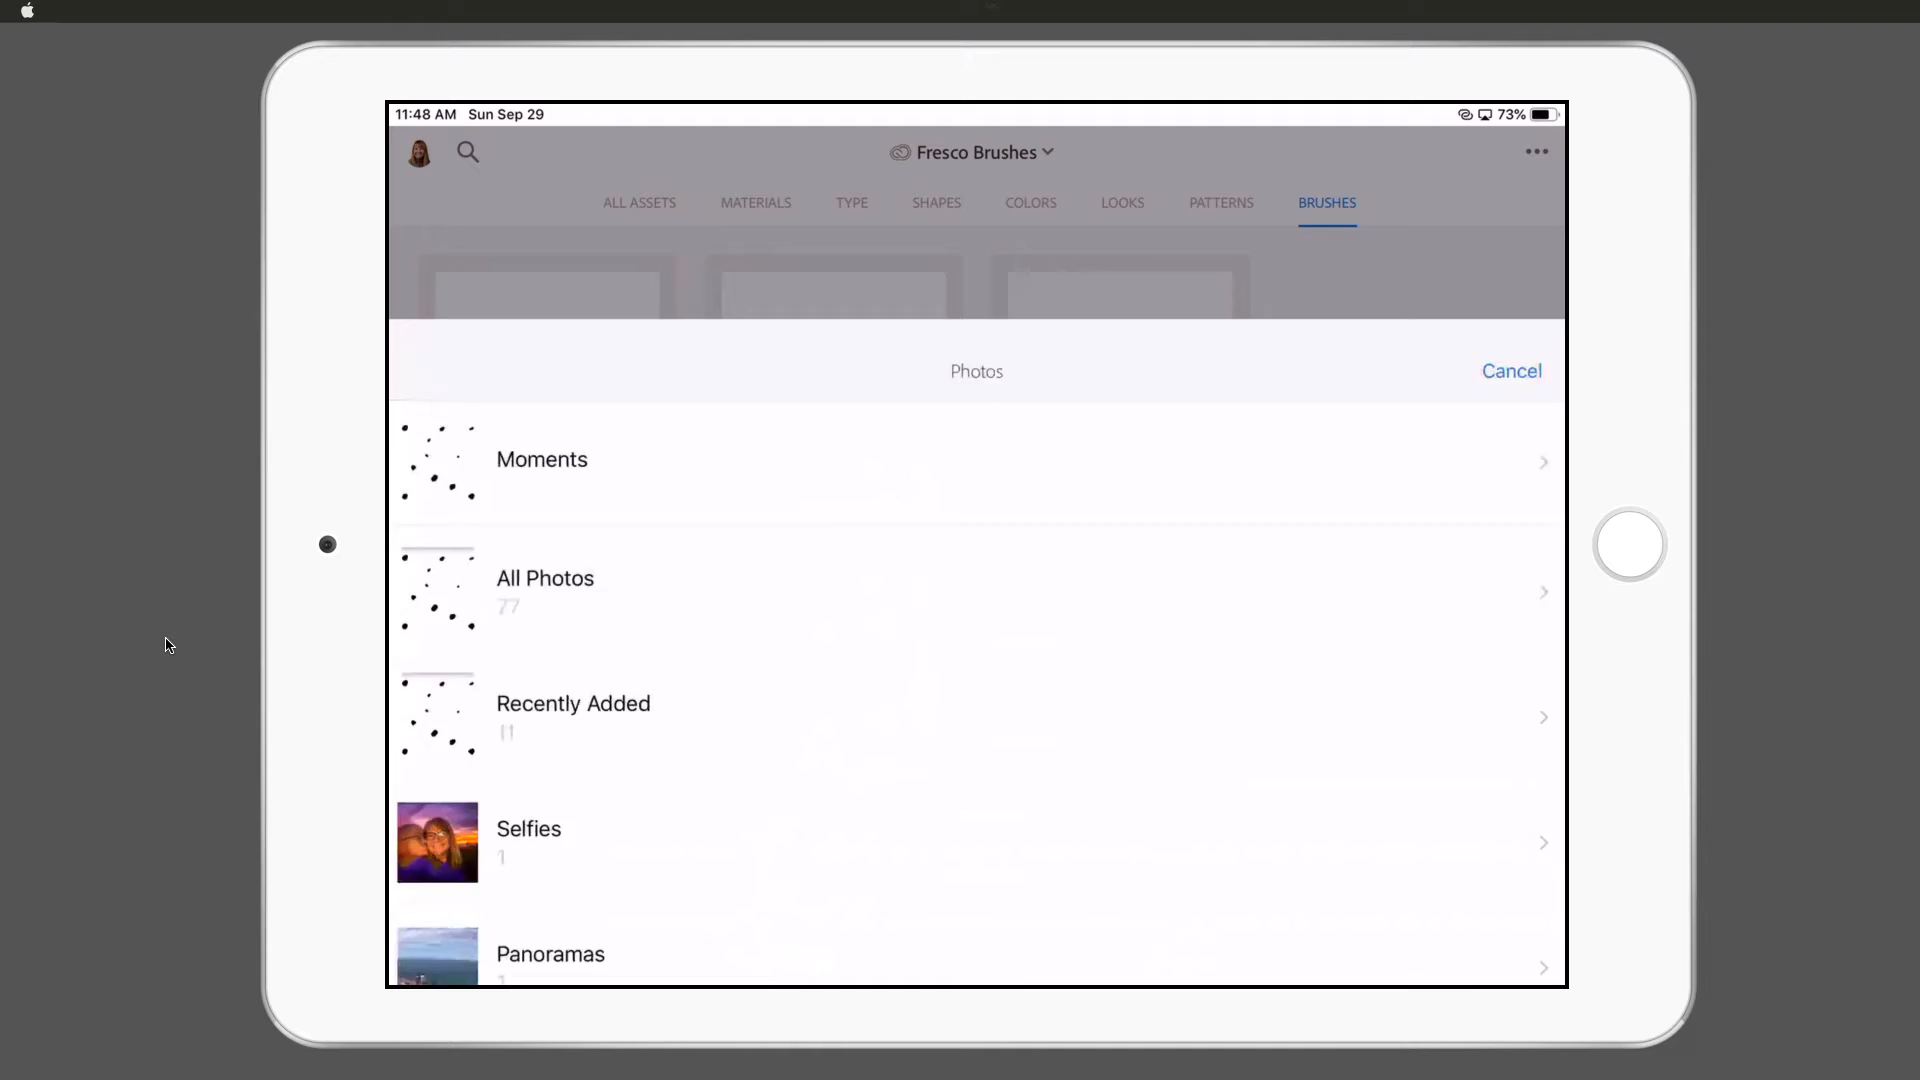 11:48 AM Sun Sep 29
73%
Fresco Brushes
ALL ASSETS MATERIALS TYPE SHAPES COLORS LOOKS PATTERNS BRUSHES
Photos Cancel
Moments
All Photos
77
Recently Added
11
Selfies
1
Panoramas